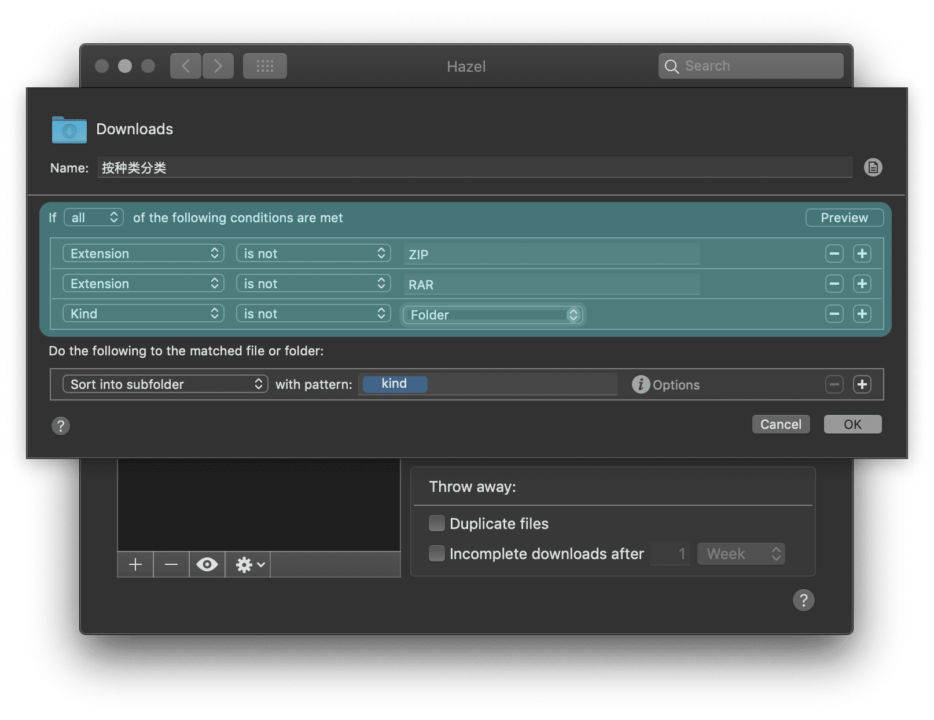 Hazel
Search
Downloads
Name: 按种类分类
If all of the following conditions are met Preview
Extension is not ZIP
Extension is not RAR
Kind is not Folder
Do the following to the matched file or folder:
Sort into subfolder with pattern: kind i Options
? Cancel OK
Throw away:
Duplicate files
Incomplete downloads after 1 Week
?